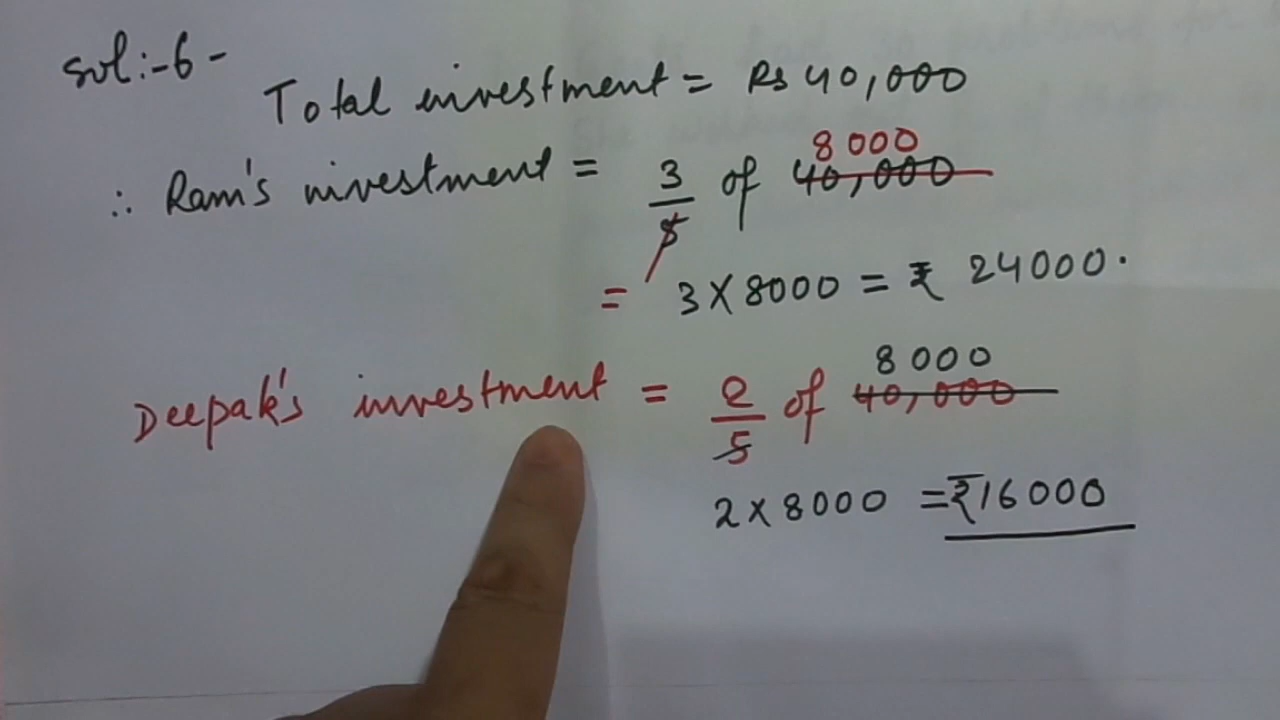 Sol:-6-
Total investment = Rs 40,000
∴ Ram's investment = 3/5 of 40,000 8000
= 3 X 8000 = ₹ 24000.
Deepak's investment = 2/5 of 40,000 8000
2 x 8000 = ₹16000